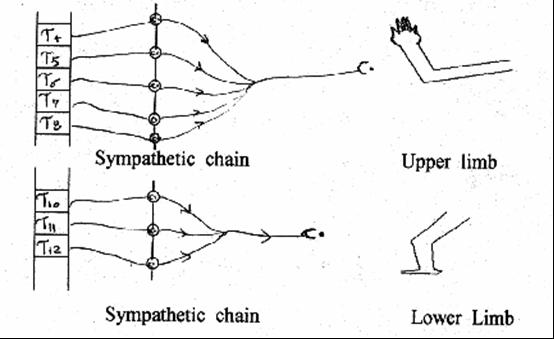 T4
T5
T6
T7
T8
Sympathetic chain
Upper limb
T10
T11
T12
Sympathetic chain
Lower Limb